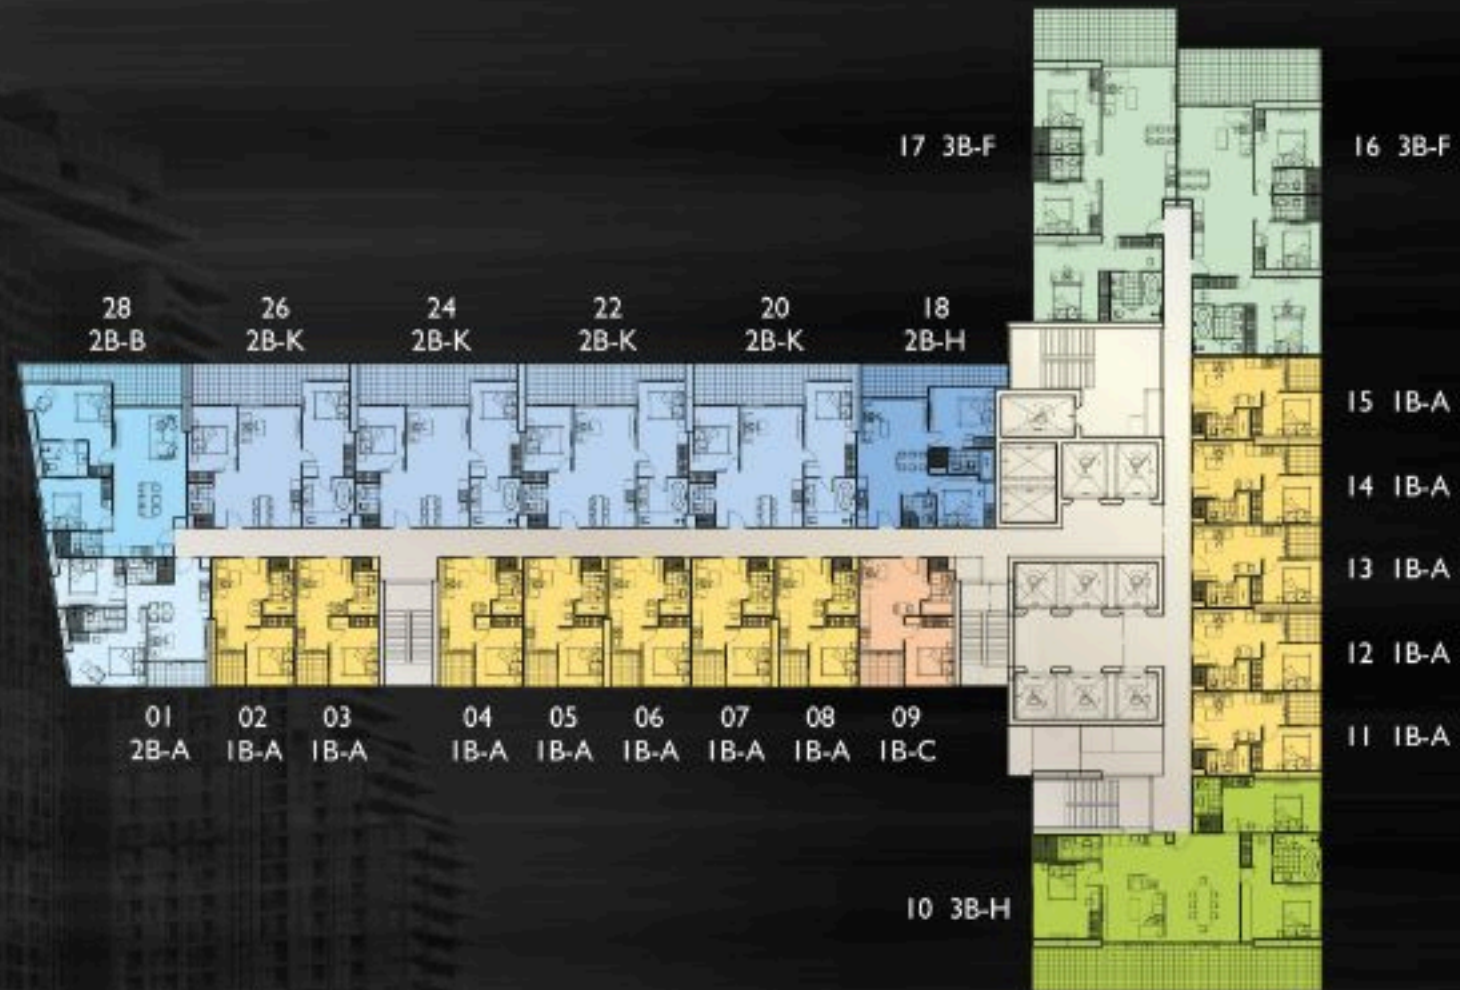 17 3B-F
16 3B-F
28
2B-B
26
2B-K
24
2B-K
22
2B-K
20
2B-K
18
2B-H
15 1B-A
14 1B-A
13 1B-A
12 1B-A
11 1B-A
01
2B-A
02
1B-A
03
1B-A
04
1B-A
05
1B-A
06
1B-A
07
1B-A
08
1B-A
09
1B-C
10 3B-H